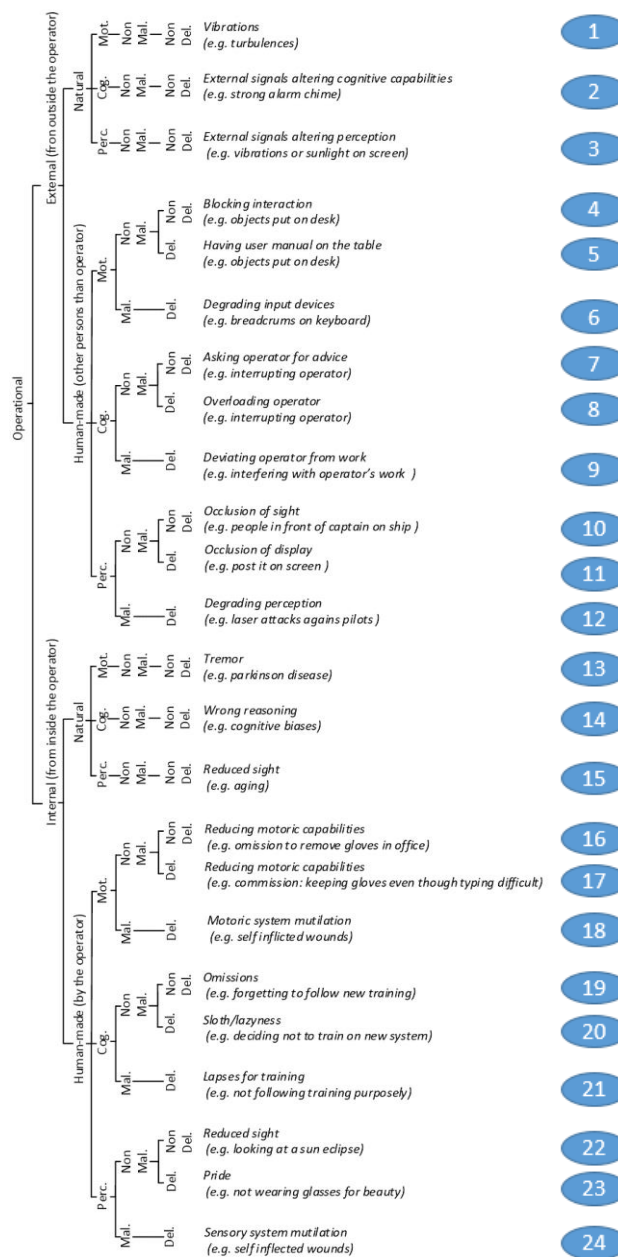 Operational
External (fron outside the operator)
Natural
Mot.
Non
Mal.
Non
Del.
Vibrations
(e.g. turbulences)
1
Cog.
Non
Mal.
Non
Del.
External signals altering cognitive capabilities
(e.g. strong alarm chime)
2
Perc.
Non
Mal.
Non
Del.
External signals altering perception
(e.g. vibrations or sunlight on screen)
3
Human-made (other persons than operator)
Mot.
Non
Mal.
Non
Del.
Blocking interaction
(e.g. objects put on desk)
4
Del.
Having user manual on the table
(e.g. objects put on desk)
5
Mal.
Del.
Degrading input devices
(e.g. breadcrums on keyboard)
6
Cog.
Non
Mal.
Non
Del.
Asking operator for advice
(e.g. interrupting operator)
7
Del.
Overloading operator
(e.g. interrupting operator)
8
Mal.
Del.
Deviating operator from work
(e.g. interfering with operator's work )
9
Perc.
Non
Mal.
Non
Del.
Occlusion of sight
(e.g. people in front of captain on ship )
10
Del.
Occlusion of display
(e.g. post it on screen )
11
Mal.
Del.
Degrading perception
(e.g. laser attacks agains pilots )
12
Internal (from inside the operator)
Natural
Mot.
Non
Mal.
Non
Del.
Tremor
(e.g. parkinson disease)
13
Cog.
Non
Mal.
Non
Del.
Wrong reasoning
(e.g. cognitive biases)
14
Perc.
Non
Mal.
Non
Del.
Reduced sight
(e.g. aging)
15
Human-made (by the operator)
Mot.
Non
Mal.
Non
Del.
Reducing motoric capabilities
(e.g. omission to remove gloves in office)
16
Del.
Reducing motoric capabilities
(e.g. commission: keeping gloves even though typing difficult)
17
Mal.
Del.
Motoric system mutilation
(e.g. self inflicted wounds)
18
Cog.
Non
Mal.
Non
Del.
Omissions
(e.g. forgetting to follow new training)
19
Del.
Sloth/lazyness
(e.g. deciding not to train on new system)
20
Mal.
Del.
Lapses for training
(e.g. not following training purposely)
21
Perc.
Non
Mal.
Non
Del.
Reduced sight
(e.g. looking at a sun eclipse)
22
Del.
Pride
(e.g. not wearing glasses for beauty)
23
Mal.
Del.
Sensory system mutilation
(e.g. self inflected wounds)
24